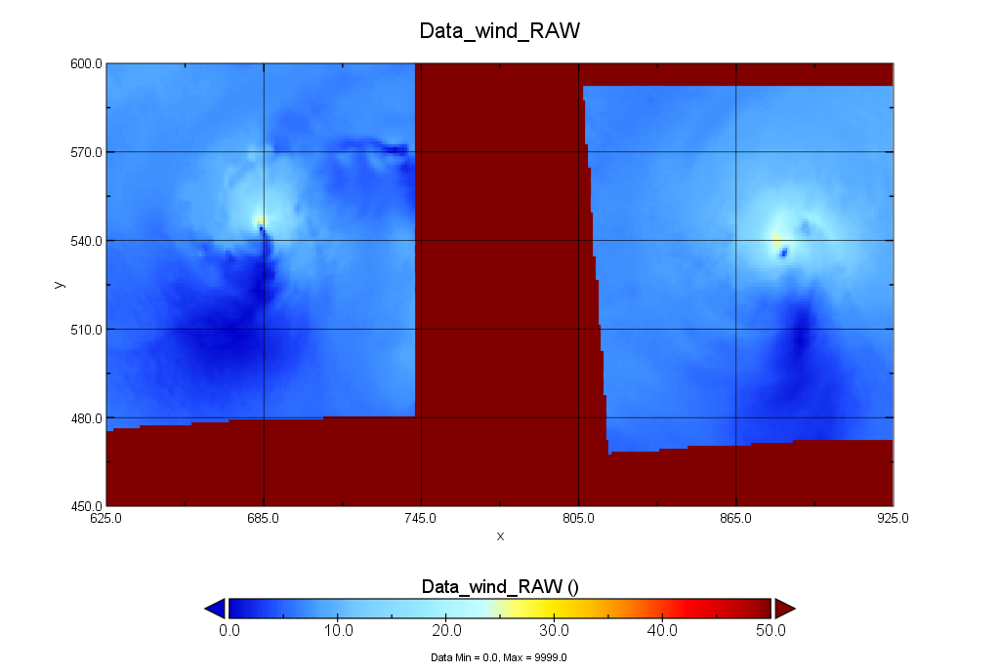 Data_wind_RAW
600.0
570.0
540.0
y
510.0
480.0
450.0
625.0 685.0 745.0 805.0 865.0 925.0
x
Data_wind_RAW ()
0.0 10.0 20.0 30.0 40.0 50.0
Data Min = 0.0, Max = 9999.0